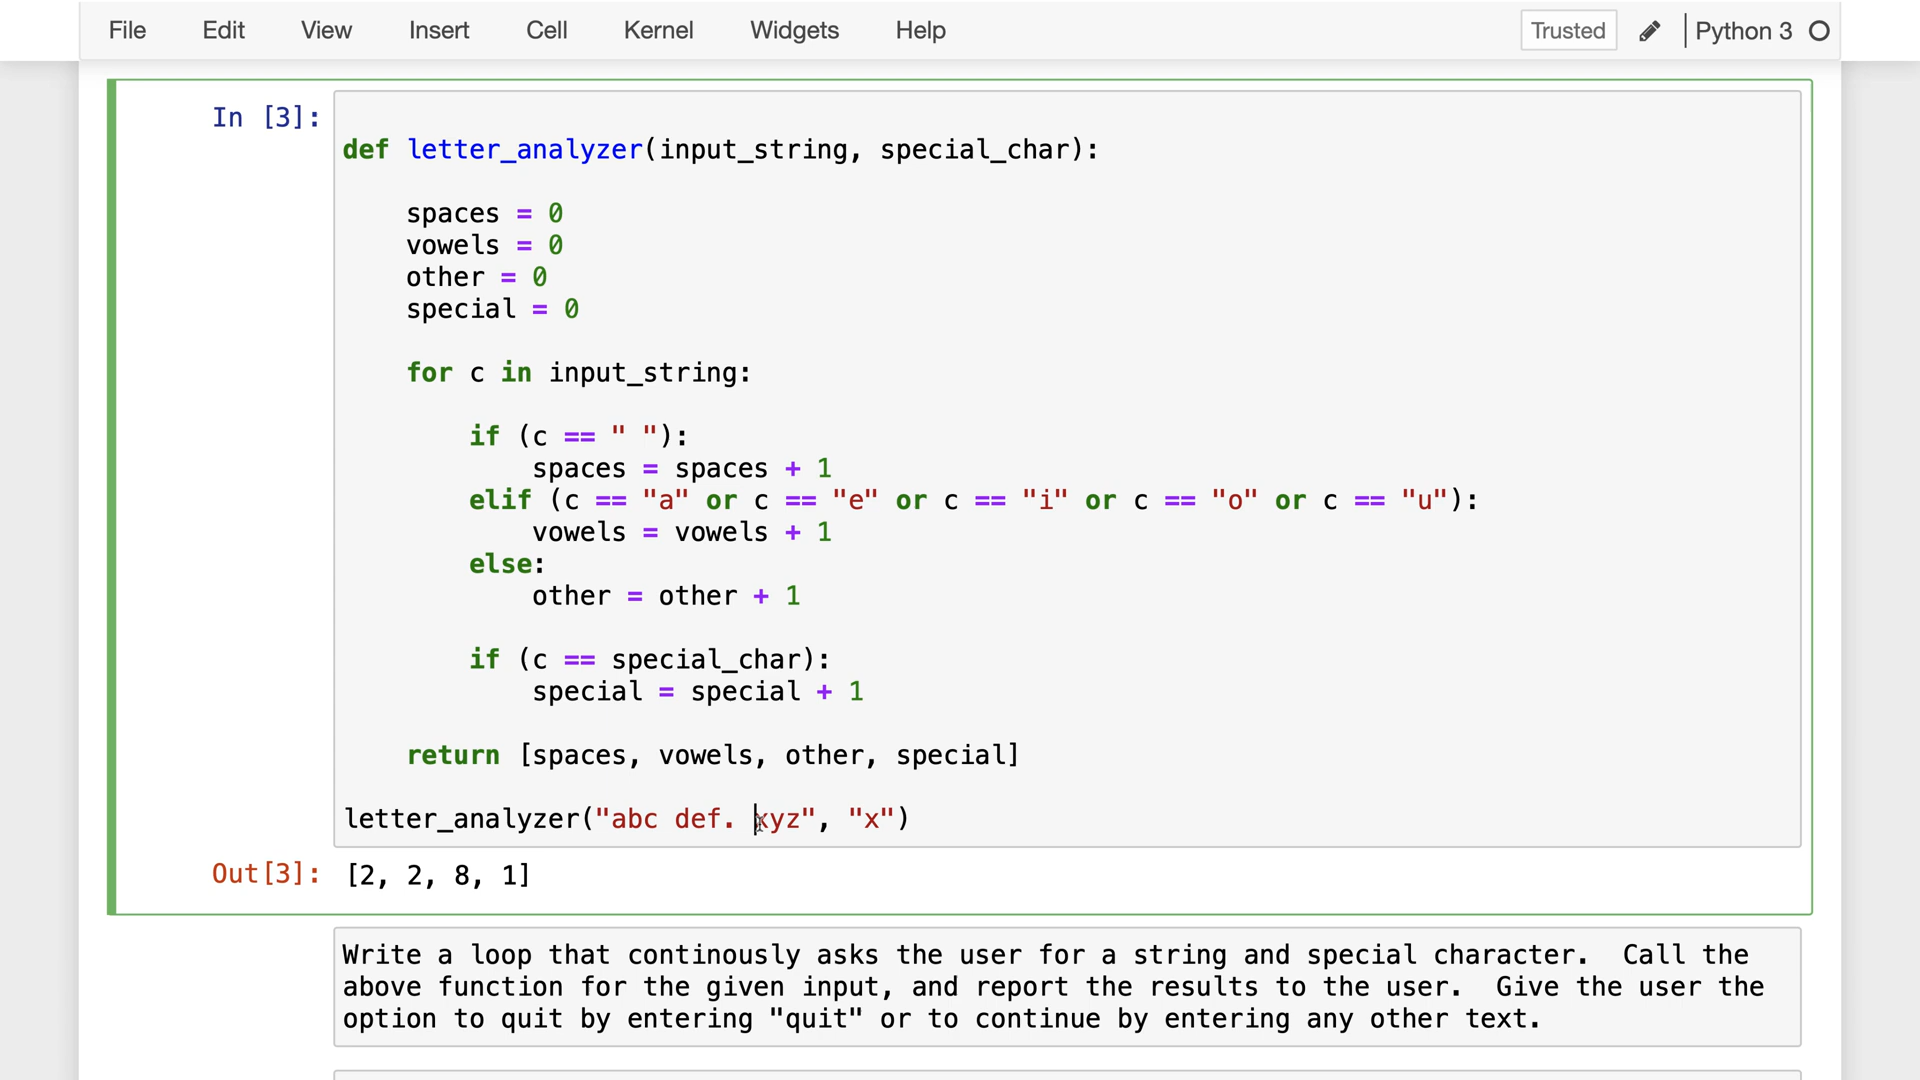 File Edit View Insert Cell Kernel Widgets Help Trusted Python 3
In [3]:
def letter_analyzer(input_string, special_char):
    spaces = 0
    vowels = 0
    other = 0
    special = 0
    for c in input_string:
        if (c == " "):
            spaces = spaces + 1
        elif (c == "a" or c == "e" or c == "i" or c == "o" or c == "u"):
            vowels = vowels + 1
        else:
            other = other + 1
        if (c == special_char):
            special = special + 1
    return [spaces, vowels, other, special]
letter_analyzer("abc def. xyz", "x")
Out[3]: [2, 2, 8, 1]
Write a loop that continously asks the user for a string and special character.  Call the
above function for the given input, and report the results to the user.  Give the user the
option to quit by entering "quit" or to continue by entering any other text.